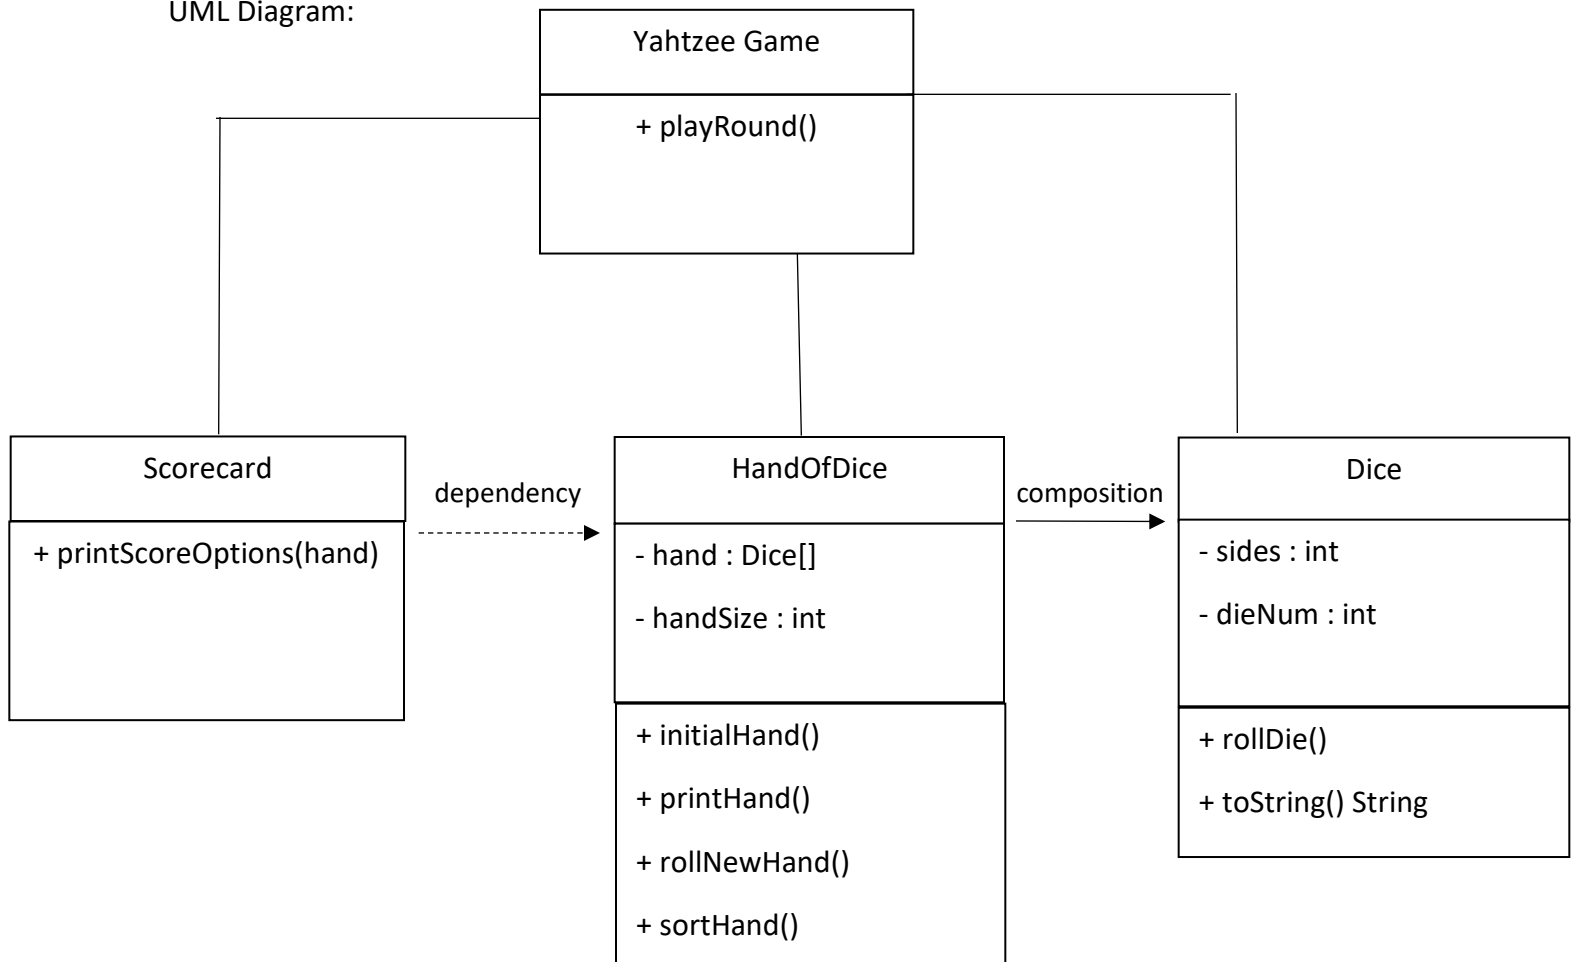 UML Diagram:
Yahtzee Game
+ playRound()
Scorecard
+ printScoreOptions(hand)
dependency
HandOfDice
- hand : Dice[]
- handSize : int
+ initialHand()
+ printHand()
+ rollNewHand()
+ sortHand()
composition
Dice
- sides : int
- dieNum : int
+ rollDie()
+ toString() String